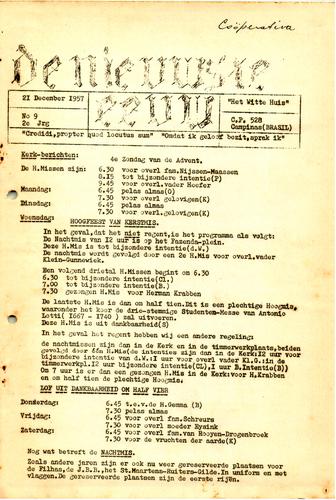 Coöperativa
de nieuwste
eeuw
21 December 1957
"Het Witte Huis"
No 9
2e Jrg
C.P. 528
Campinas(BRASIL)
"Credidi,propter quod locutus sum" "Omdat ik geloof bezit,sprak ik"
Kerk-berichten:
4e Zondag van de Advent.
De H.Missen zijn: 6.30 voor overl fam.Nijssen-Maassen
8.15 tot bijzondere intentie(P)
9.45 voor overl.vader Hoefer
Maandag: 6.45 pelas almas(O)
7.30 voor overl gelovigen(K)
Dinsdag: 6.45 pelas almas
7.30 voor overl.gelovigen(K)
Woensdag: HOOGFEEST VAN KERSTMIS.
In het geval,dat het niet regent,is het programma als volgt:
De Nachtmis van I2 uur is op het Fazenda-plein.
Deze H.Mis is tot bijzondere intentie(d.W.)
De nachtmis wordt gevolgd door een 2e H.Mis voor overl.vader
Klein-Gunnewiek.
Een volgend drietal H.Missen begint om 6.30
6.30 tot bijzondere intentie(CL.)
7.00 tot bijzondere intentie(B.)
7.30 gezongen H.Mis voor Herman Krabben
De laatste H.Mis is dan om half tien.Dit is een plechtige Hoogmis,
waaronder het koor de drie-stemmige Studenten-Messe van Antonio
Lotti( I667 - I740 ) zal uitvoeren.
Deze H.Mis is uit dankbaarheid(S)
In het geval het regent hebben wij een andere regeling:
de nachtmissen zijn dan in de Kerk en in de timmerwerkplaats,beiden
gevolgd door een H.Mis(de intenties zijn dan in de Kerk:I2 uur voor
bijzondere intentie van d.W:I uur voor overl vader Kl.G.:in de
timmerwerkpl.I2 uur bijzondere intentie(CL),I uur B.Intentie(B))
Om 7 uur is er dan een gezongen H.Mis in de Kerk:voor H.Krabben
en om half tien de plechtige Hoogmis.
LOF UIT DANKBAARHEID OM HALF VIER
Donderdag: 6.45 t.e.v.de H.Gemma (B)
7.30 pelas almas
Vrijdag: 6.45 voor overl fam.Schreurs
7.30 voor overl moeder Eysink
Zaterdag: 6.45 voor overl fam.van Hooyen-Drogenbroek
7.30 voor de vruchten der aarde(K)
Nog wat betreft de NACHTMIS.
Zoals andere jaren zijn er ook nu weer gereserveerde plaatsen voor
de Filhas,de J.B.H.het St.Maartens-Ruiters-Gilde.In uniform en met
vlaggen.De gereserveerde plaatsen zijn de eerste rijen.